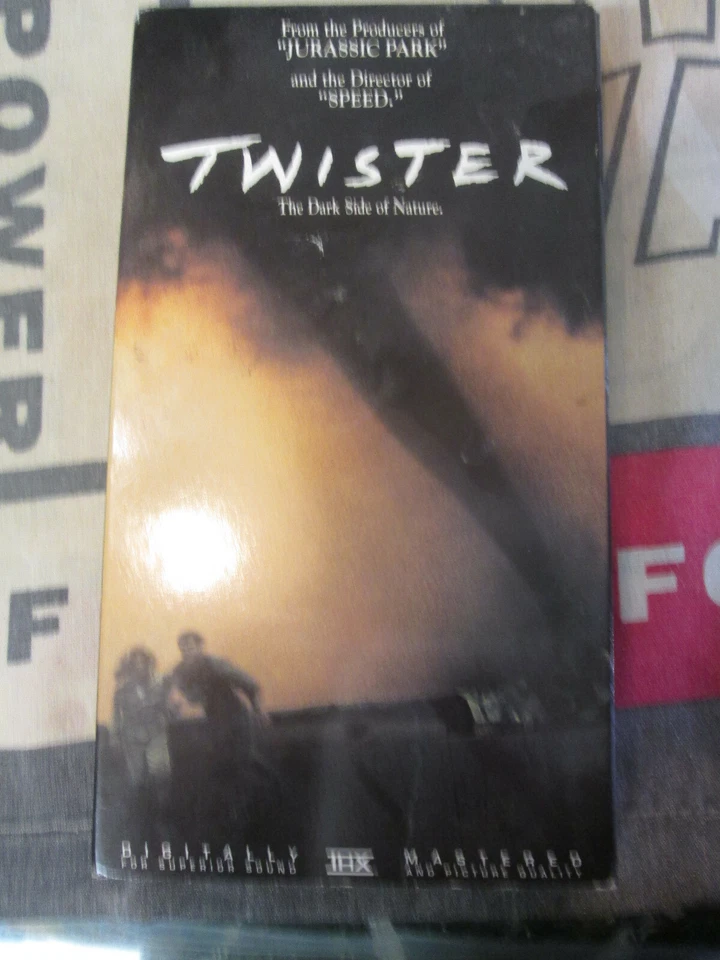 From the Producers of
"JURASSIC PARK"
and the Director of
"SPEED."
TWISTER
The Dark Side of Nature.
DIGITALLY THX MASTERED
FOR SUPERIOR SOUND AND PICTURE QUALITY
POWER
F
FO